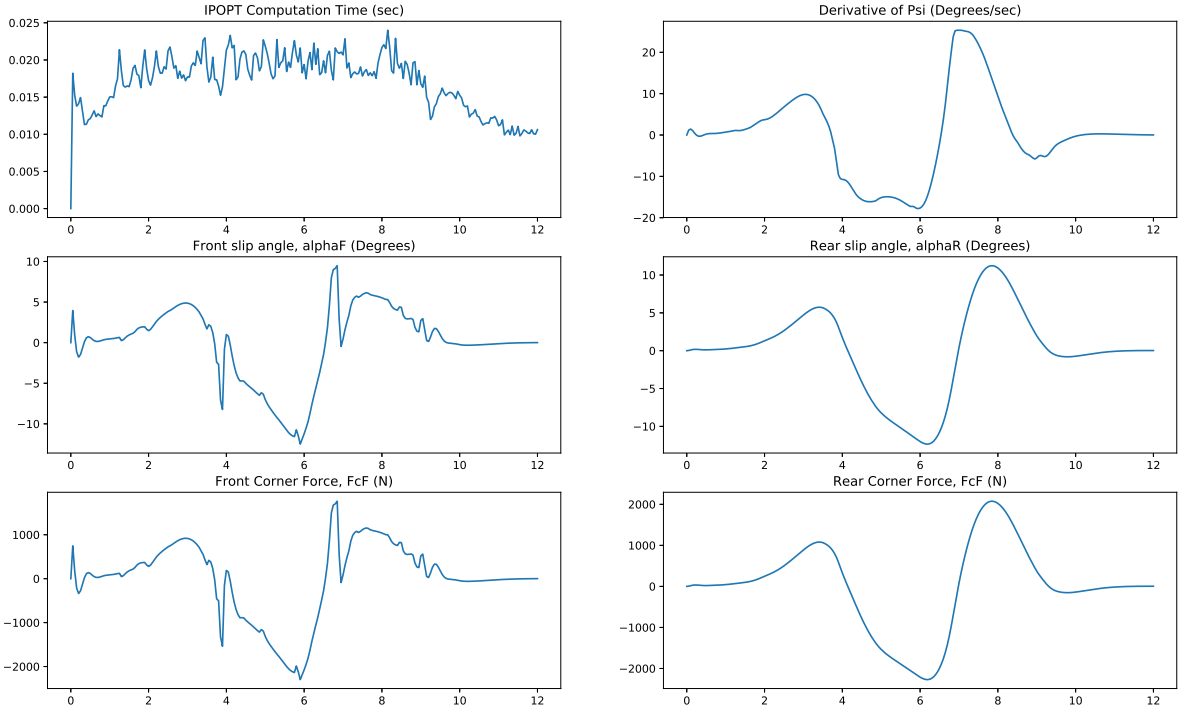 IPOPT Computation Time (sec)
0.025
0.020
0.015
0.010
0.005
0.000
0 2 4 6 8 10 12
Derivative of Psi (Degrees/sec)
20
10
0
−10
−20
0 2 4 6 8 10 12
Front slip angle, alphaF (Degrees)
10
5
0
−5
−10
0 2 4 6 8 10 12
Rear slip angle, alphaR (Degrees)
10
5
0
−5
−10
0 2 4 6 8 10 12
Front Corner Force, FcF (N)
1000
0
−1000
−2000
0 2 4 6 8 10 12
Rear Corner Force, FcF (N)
2000
1000
0
−1000
−2000
0 2 4 6 8 10 12